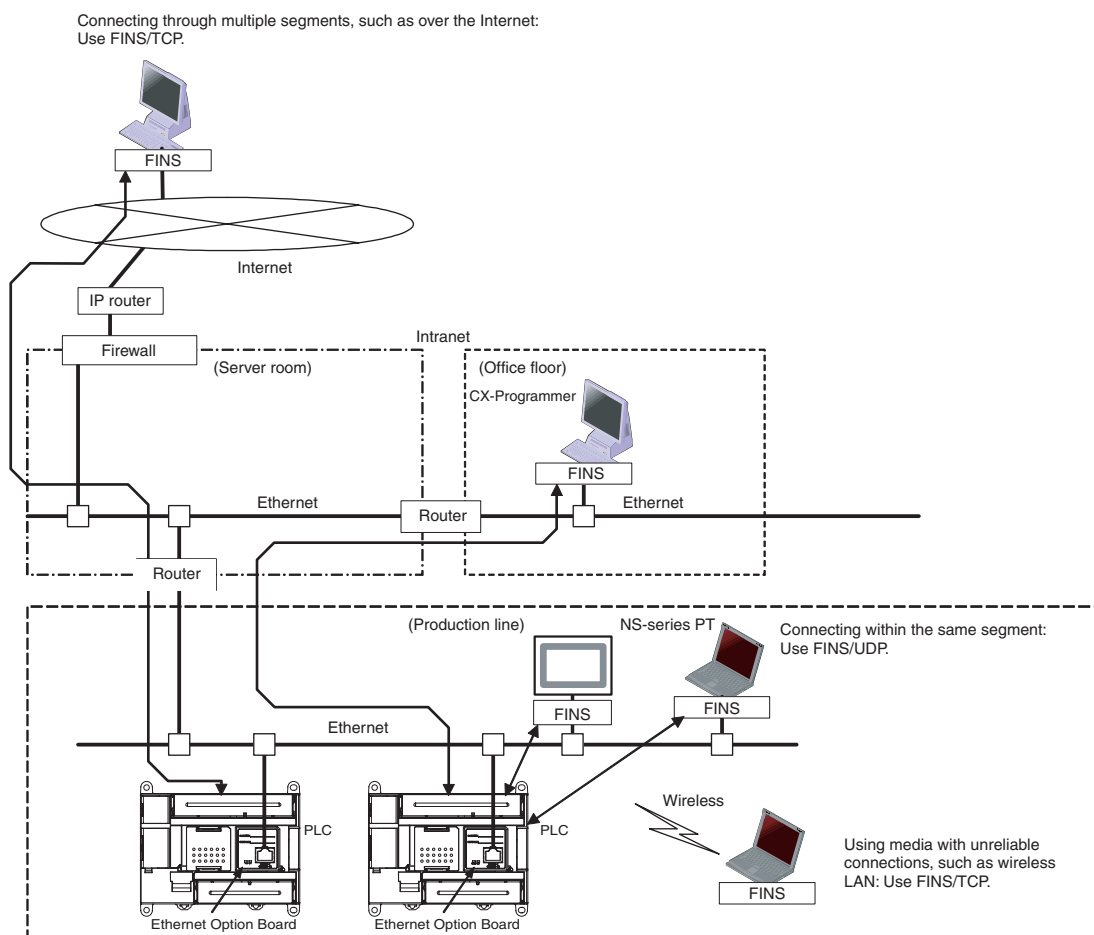 Connecting through multiple segments, such as over the Internet:
Use FINS/TCP.
FINS
Internet
IP router
Firewall
Intranet
(Server room)
(Office floor)
CX-Programmer
FINS
Ethernet
Router
Ethernet
Router
(Production line)
NS-series PT
Connecting within the same segment:
Use FINS/UDP.
FINS
FINS
Ethernet
Wireless
PLC
PLC
Using media with unreliable
connections, such as wireless
LAN: Use FINS/TCP.
FINS
Ethernet Option Board
Ethernet Option Board